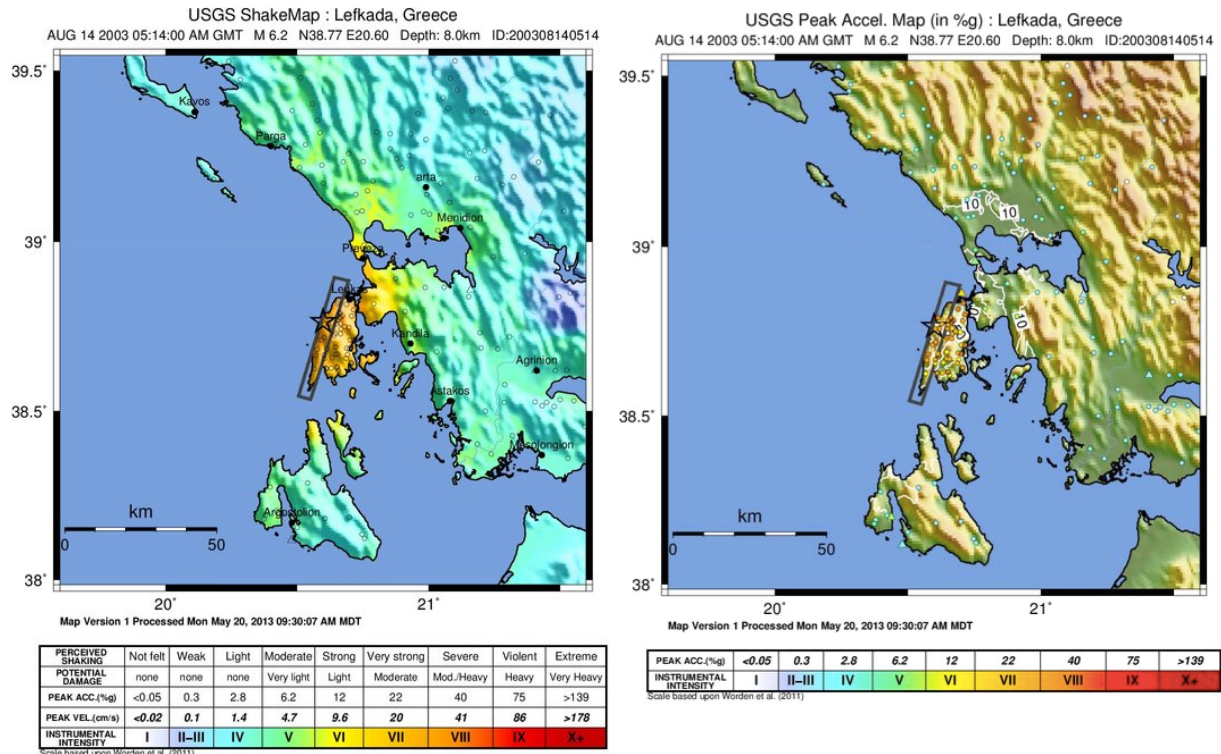 USGS ShakeMap : Lefkada, Greece
AUG 14 2003 05:14:00 AM GMT M 6.2 N38.77 E20.60 Depth: 8.0km ID:200308140514
39.5˚
Kavos
Parga
arta
Menidion
39˚
Preveza
Lefkas
Kandila
Agrinion
38.5˚
Astakos
Mesolongion
Argostolion
km
0 50
38˚
20˚ 21˚
Map Version 1 Processed Mon May 20, 2013 09:30:07 AM MDT
PERCEIVED SHAKING Not felt Weak Light Moderate Strong Very strong Severe Violent Extreme
POTENTIAL DAMAGE none none none Very light Light Moderate Mod./Heavy Heavy Very Heavy
PEAK ACC.(%g) <0.05 0.3 2.8 6.2 12 22 40 75 >139
PEAK VEL.(cm/s) <0.02 0.1 1.4 4.7 9.6 20 41 86 >178
INSTRUMENTAL INTENSITY I II–III IV V VI VII VIII IX X+
Scale based upon Worden et al. (2011)
USGS Peak Accel. Map (in %g) : Lefkada, Greece
AUG 14 2003 05:14:00 AM GMT M 6.2 N38.77 E20.60 Depth: 8.0km ID:200308140514
39.5˚
10
10
39˚
10
38.5˚
km
0 50
38˚
20˚ 21˚
Map Version 1 Processed Mon May 20, 2013 09:30:07 AM MDT
PEAK ACC.(%g) <0.05 0.3 2.8 6.2 12 22 40 75 >139
INSTRUMENTAL INTENSITY I II–III IV V VI VII VIII IX X+
Scale based upon Worden et al. (2011)